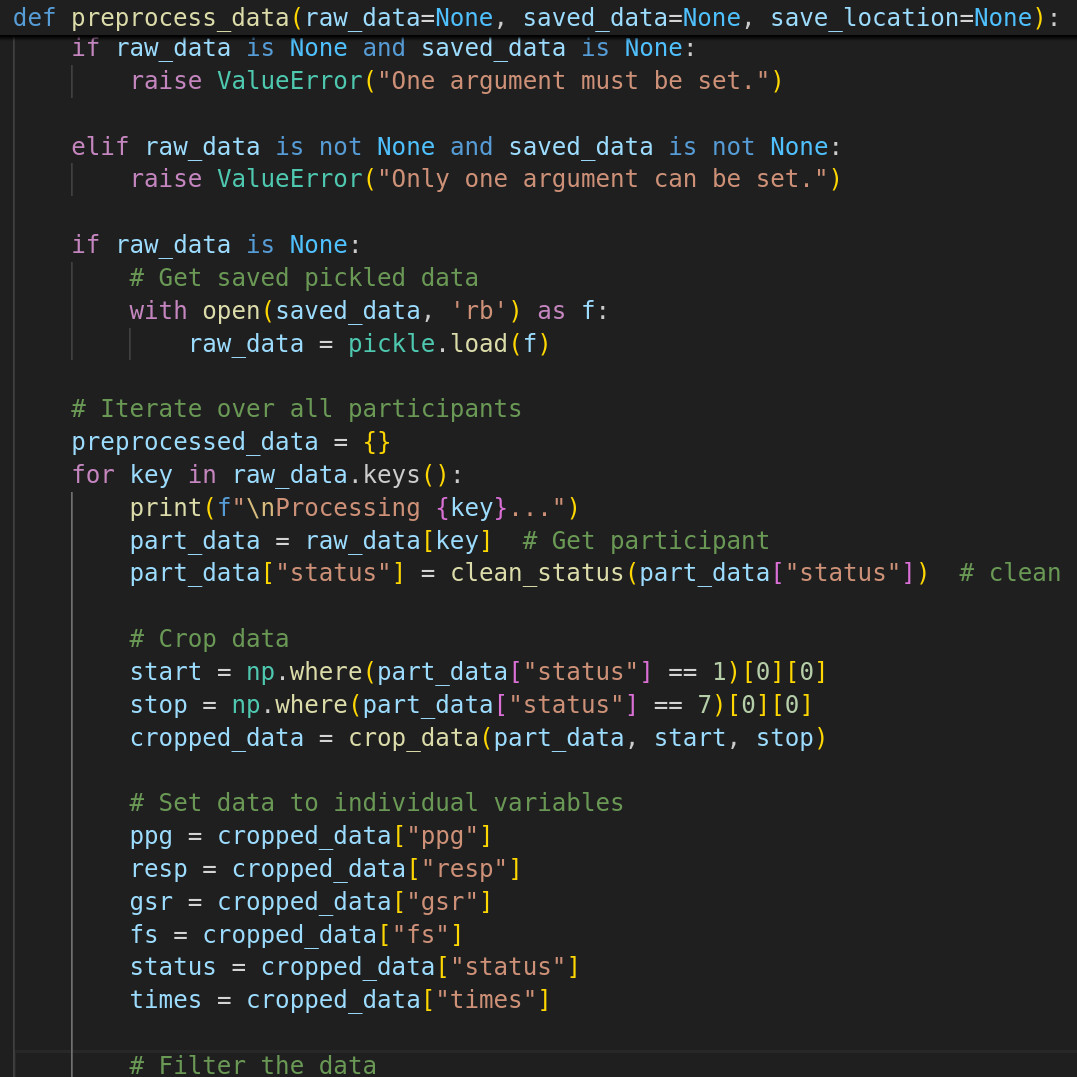 def preprocess_data(raw_data=None, saved_data=None, save_location=None):
    if raw_data is None and saved_data is None:
        raise ValueError("One argument must be set.")

    elif raw_data is not None and saved_data is not None:
        raise ValueError("Only one argument can be set.")

    if raw_data is None:
        # Get saved pickled data
        with open(saved_data, 'rb') as f:
            raw_data = pickle.load(f)

    # Iterate over all participants
    preprocessed_data = {}
    for key in raw_data.keys():
        print(f"\nProcessing {key}...")
        part_data = raw_data[key]  # Get participant
        part_data["status"] = clean_status(part_data["status"])  # clean

        # Crop data
        start = np.where(part_data["status"] == 1)[0][0]
        stop = np.where(part_data["status"] == 7)[0][0]
        cropped_data = crop_data(part_data, start, stop)

        # Set data to individual variables
        ppg = cropped_data["ppg"]
        resp = cropped_data["resp"]
        gsr = cropped_data["gsr"]
        fs = cropped_data["fs"]
        status = cropped_data["status"]
        times = cropped_data["times"]

        # Filter the data